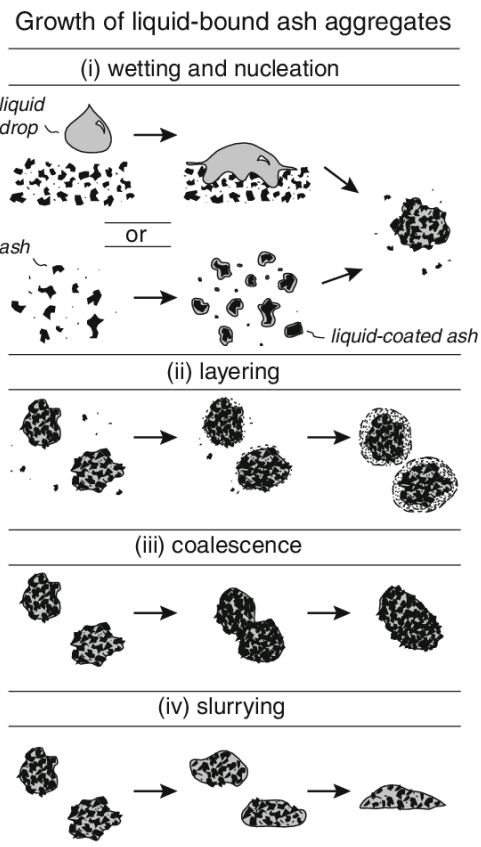 Growth of liquid-bound ash aggregates
(i) wetting and nucleation
liquid
drop
or
ash
liquid-coated ash
(ii) layering
(iii) coalescence
(iv) slurrying